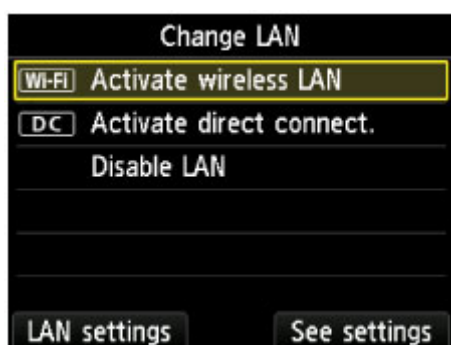 Change LAN
Wi-Fi Activate wireless LAN
DC Activate direct connect.
Disable LAN
LAN settings See settings